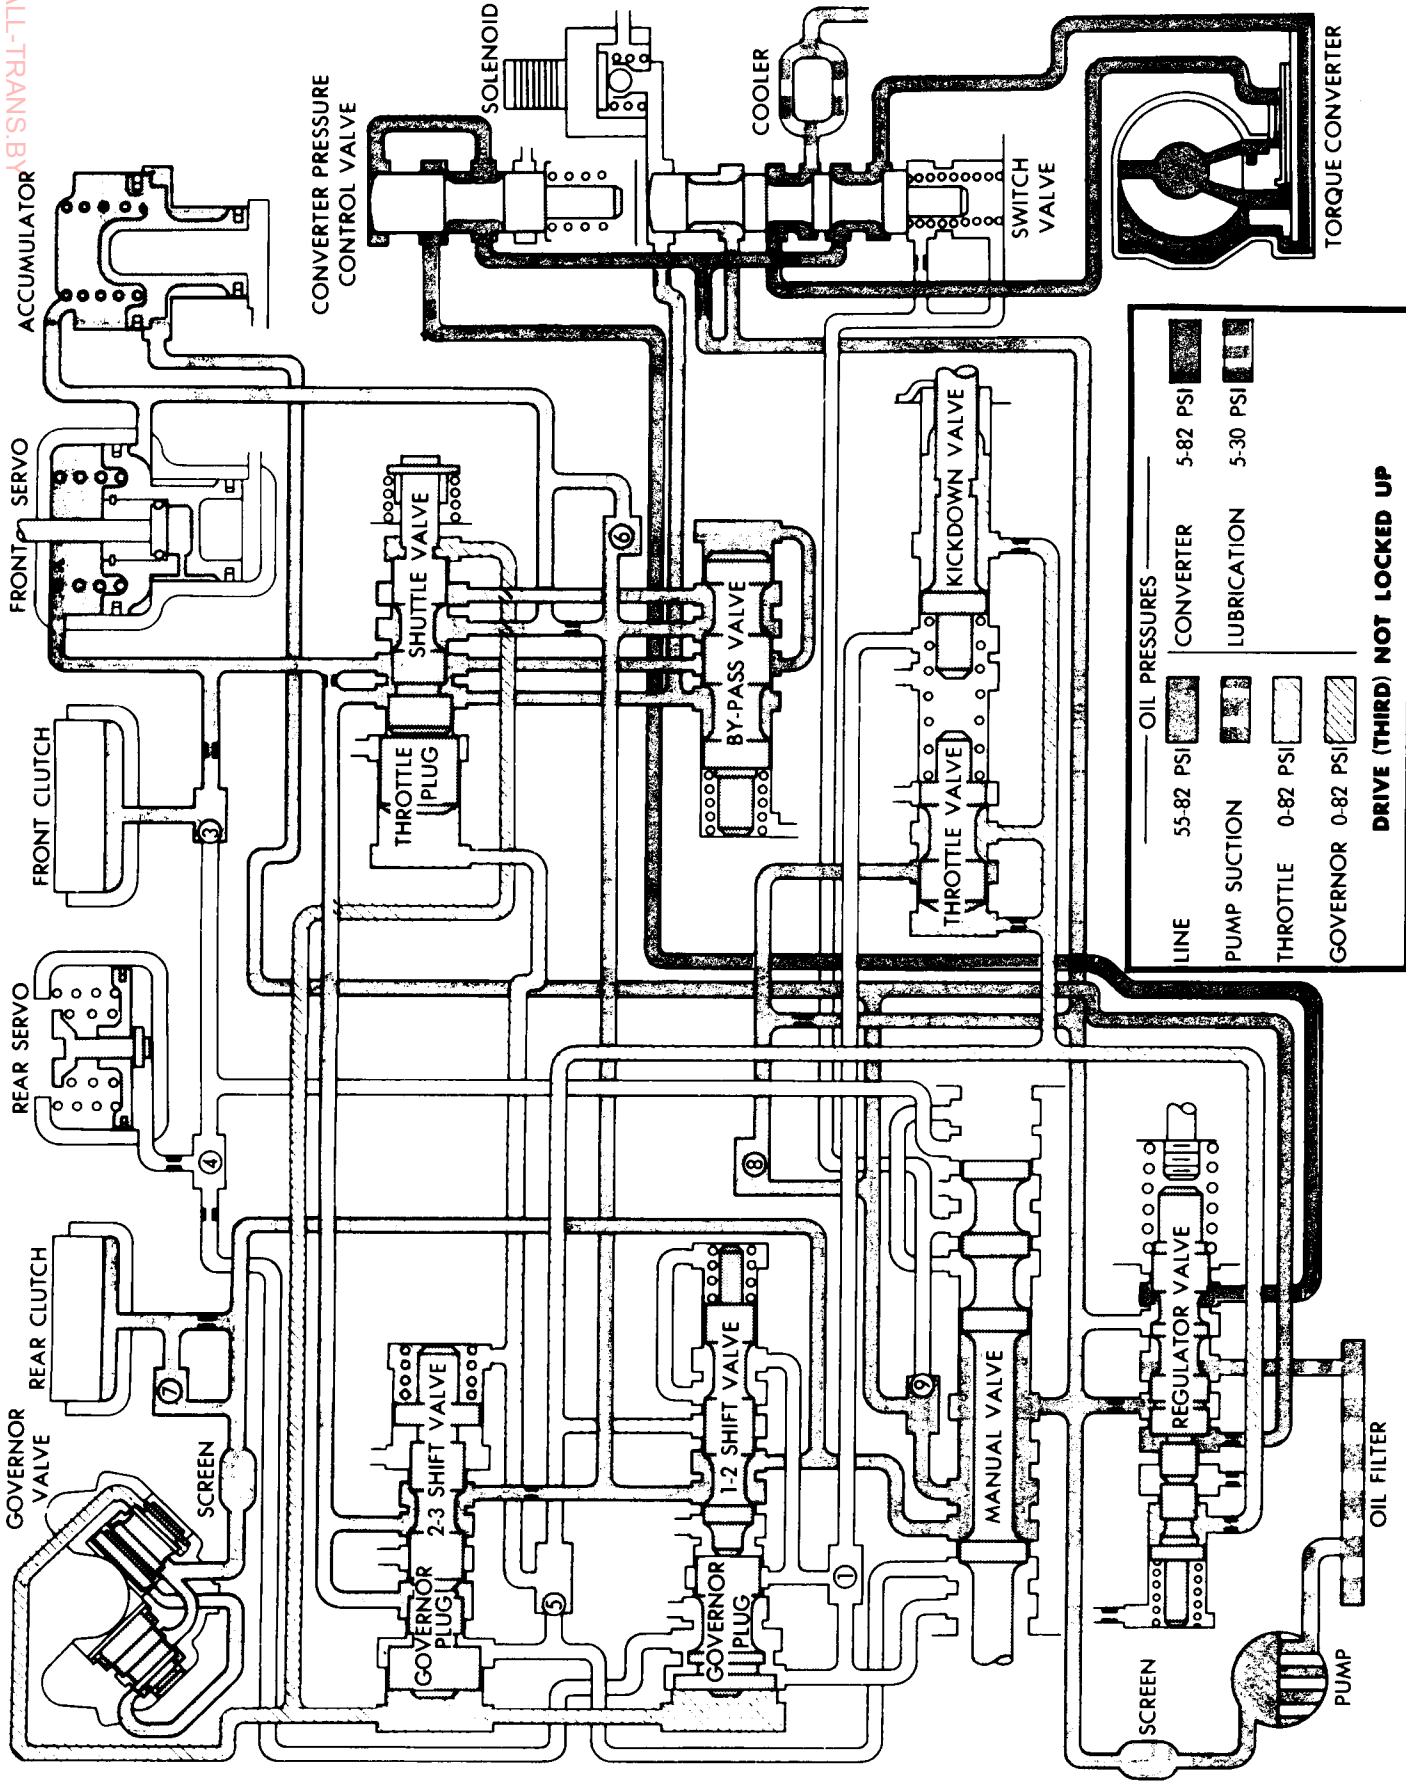 ALL-TRANS.BY
GOVERNOR
VALVE
REAR CLUTCH
REAR SERVO
FRONT CLUTCH
FRONT SERVO
ACCUMULATOR
SCREEN
7
4
3
CONVERTER PRESSURE
CONTROL VALVE
SOLENOID
GOVERNOR
PLUG
2-3 SHIFT VALVE
THROTTLE
PLUG
SHUTTLE VALVE
5
6
GOVERNOR
PLUG
1-2 SHIFT VALVE
8
BY-PASS VALVE
COOLER
1
9
MANUAL VALVE
THROTTLE VALVE
KICKDOWN VALVE
SWITCH
VALVE
SCREEN
REGULATOR VALVE
PUMP
OIL FILTER
TORQUE CONVERTER
OIL PRESSURES
LINE 55-82 PSI
PUMP SUCTION
THROTTLE 0-82 PSI
GOVERNOR 0-82 PSI
CONVERTER 5-82 PSI
LUBRICATION 5-30 PSI
DRIVE (THIRD) NOT LOCKED UP